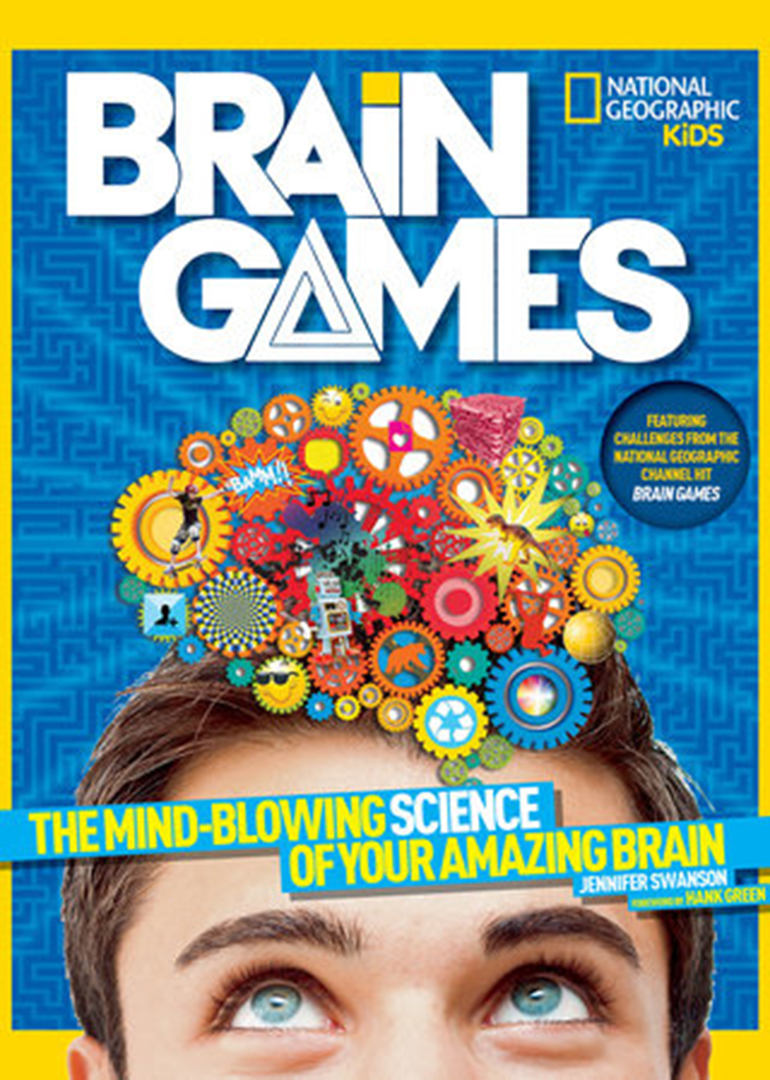 BRAiN
GAMES
NATIONAL
GEOGRAPHIC
KiDS
FEATURING
CHALLENGES FROM THE
NATIONAL GEOGRAPHIC
CHANNEL HIT
BRAIN GAMES
BAMM!!
THE MIND-BLOWING SCIENCE
OF YOUR AMAZING BRAIN
JENNIFER SWANSON
FOREWORD BY HANK GREEN